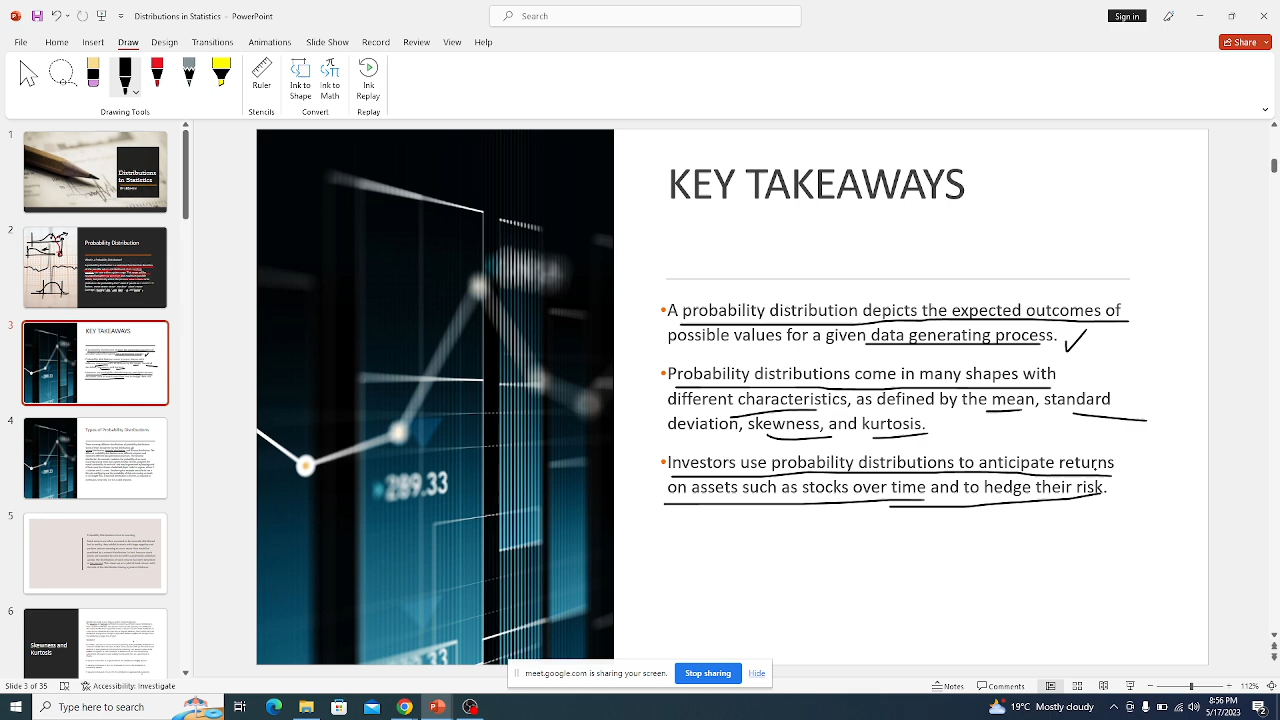 Distributions in Statistics • - PowerPoint
Search
Sign in
File
Home
Insert
Draw
Design
Transitions
Animations
Slide Show
Record
Review
View
Help
Share
Ruler
Ink to Shape
Ink to Math
Ink Replay
Drawing Tools
Stencils
Convert
Replay
1
Distributions in Statistics
2
Probability Distribution
3
KEY TAKEAWAYS
4
Types of Probability Distributions
5
6
Skewness and kurtosis
KEY TAKEAWAYS
•A probability distribution depicts the expected outcomes of
possible values for a given data generating process.
•Probability distributions come in many shapes with
different characteristics, as defined by the mean, standard
deviation, skewness, and kurtosis.
•Investors use probability distributions to anticipate returns
on assets such as stocks over time and to hedge their risk.
meet.google.com is sharing your screen.
Stop sharing
Hide
Slide 3 of 35
Accessibility: Investigate
Notes
Comments
112%
Type here to search
19°C Mostly cloudy
8:56 PM
5/17/2023